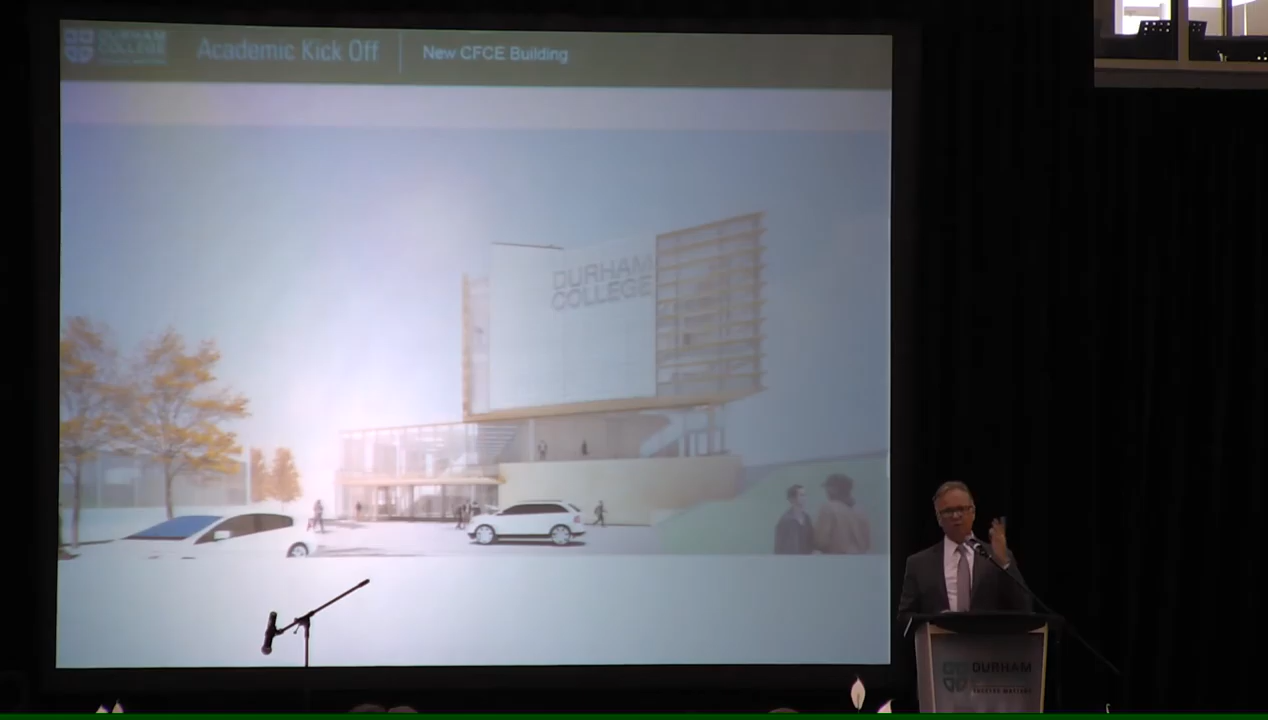 DURHAM
COLLEGE
Academic Kick Off
New CFCE Building
DURHAM
COLLEGE
DURHAM